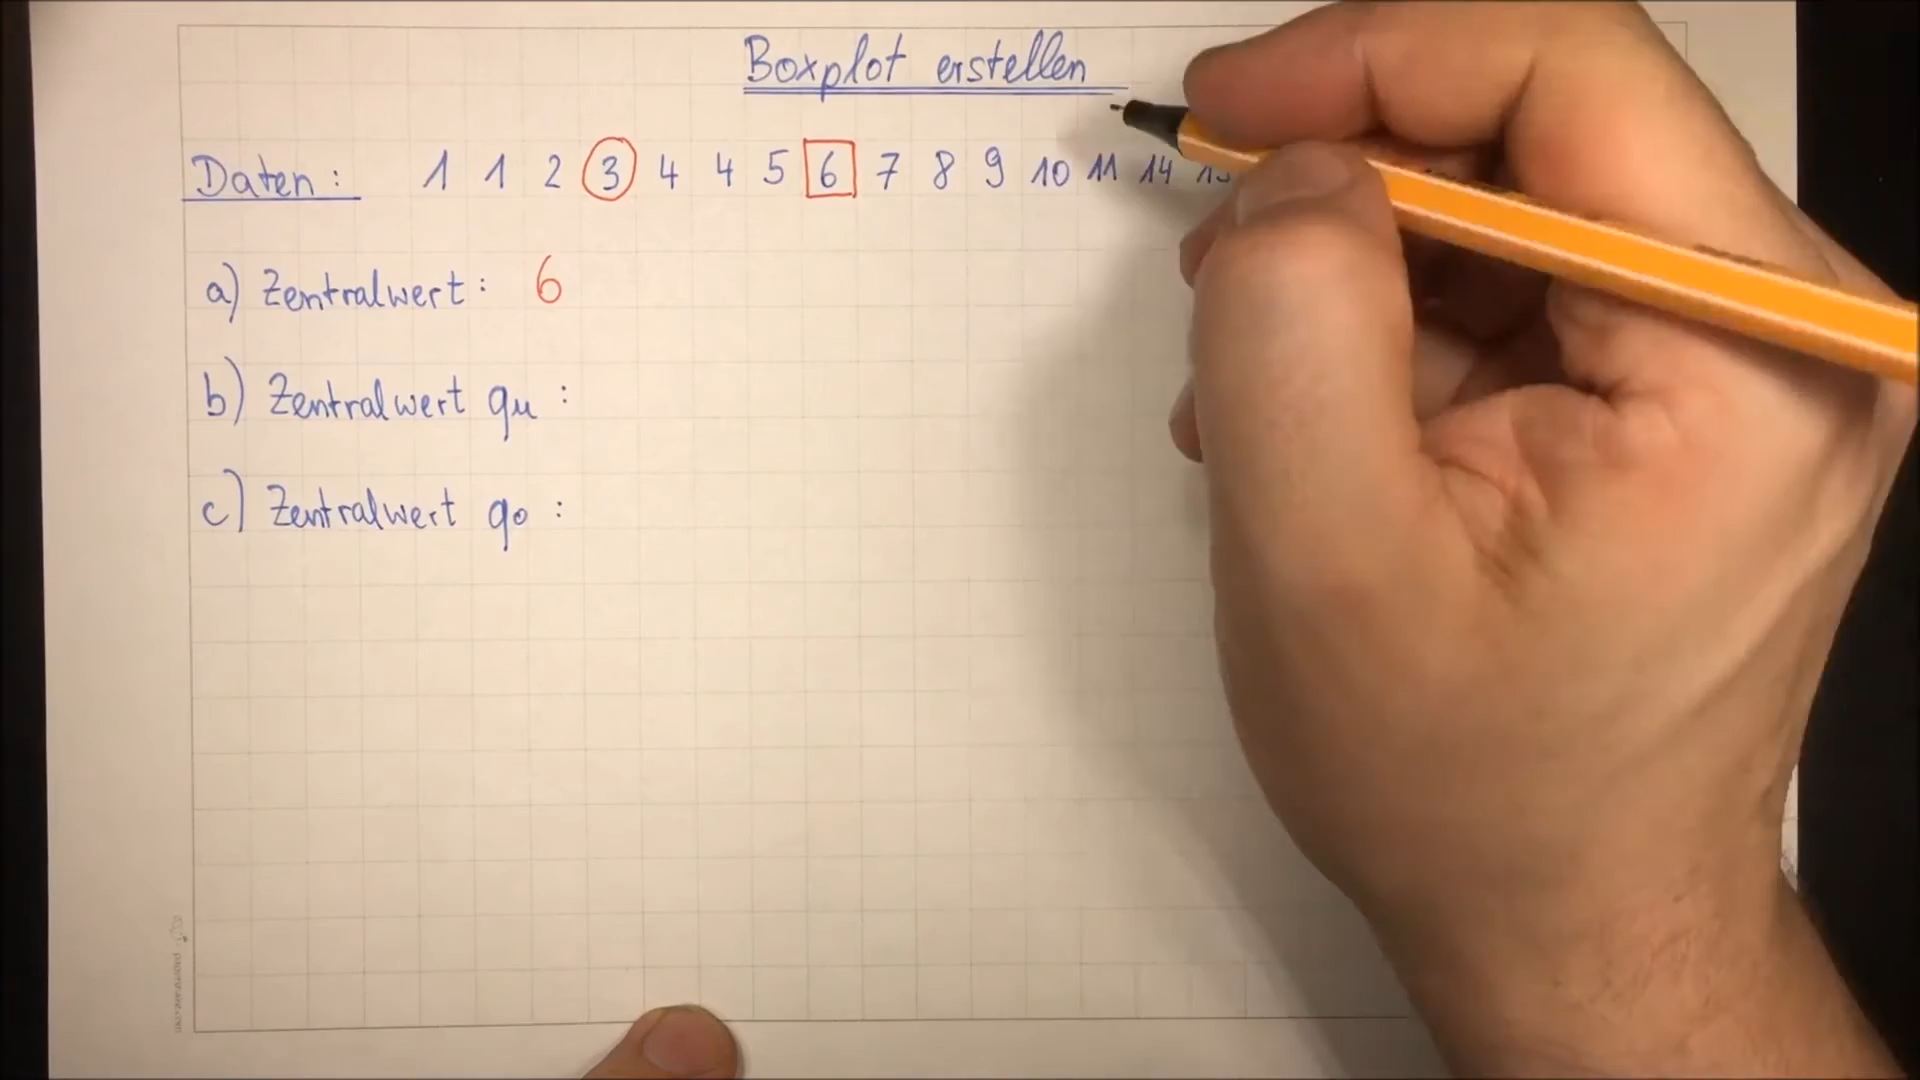 Boxplot erstellen
Daten: 1 1 2 3 4 4 5 6 7 8 9 10 11 14
a) Zentralwert: 6
b) Zentralwert qu :
c) Zentralwert qo :